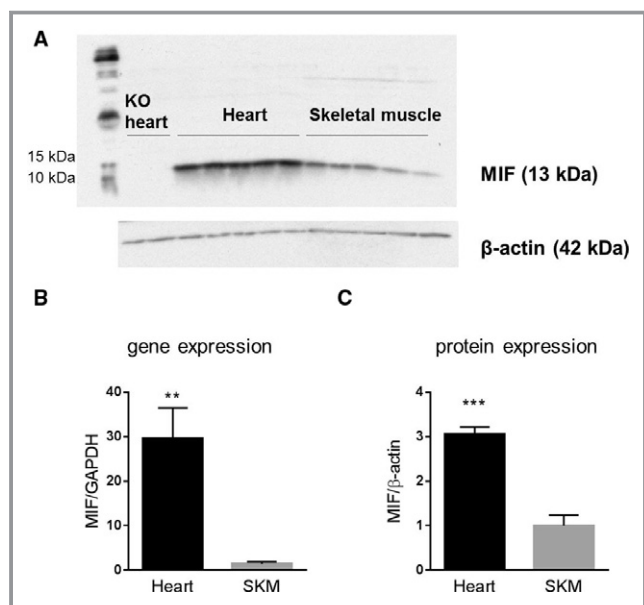 A
KO
heart
Heart
Skeletal muscle
15 kDa
10 kDa
MIF (13 kDa)
β-actin (42 kDa)
B
C
gene expression
protein expression
MIF/GAPDH
40
30
20
10
0
**
Heart
SKM
MIF/β-actin
4
3
2
1
0
***
Heart
SKM